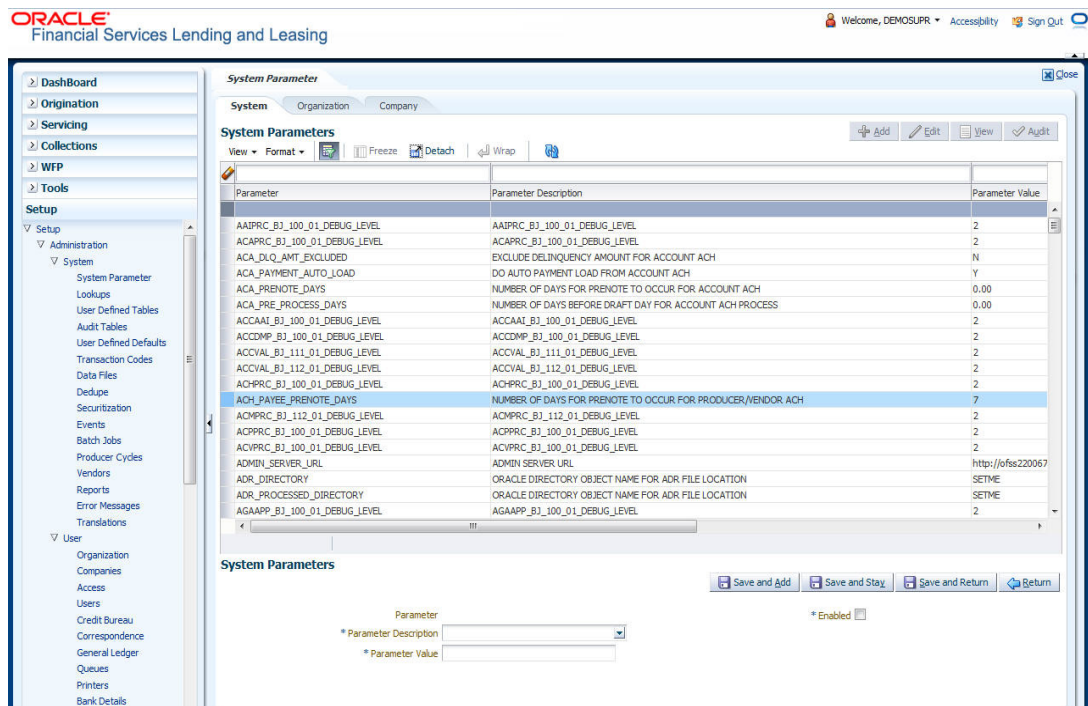 ORACLE
Financial Services Lending and Leasing
Welcome, DEMOSUPR Accessibility Sign Out
DashBoard
Origination
Servicing
Collections
WFP
Tools
Setup
Setup
Administration
System
System Parameter
Lookups
User Defined Tables
Audit Tables
User Defined Defaults
Transaction Codes
Data Files
Dedupe
Securitization
Events
Batch Jobs
Producer Cycles
Vendors
Reports
Error Messages
Translations
User
Organization
Companies
Access
Users
Credit Bureau
Correspondence
General Ledger
Queues
Printers
Bank Details
System Parameter Close
System Organization Company
System Parameters Add Edit View Audit
View Format Freeze Detach Wrap
Parameter Parameter Description Parameter Value
AAIPRC_BJ_100_01_DEBUG_LEVEL AAIPRC_BJ_100_01_DEBUG_LEVEL 2
ACAPRC_BJ_100_01_DEBUG_LEVEL ACAPRC_BJ_100_01_DEBUG_LEVEL 2
ACA_DLQ_AMT_EXCLUDED EXCLUDE DELINQUENCY AMOUNT FOR ACCOUNT ACH N
ACA_PAYMENT_AUTO_LOAD DO AUTO PAYMENT LOAD FROM ACCOUNT ACH Y
ACA_PRENOTE_DAYS NUMBER OF DAYS FOR PRENOTE TO OCCUR FOR ACCOUNT ACH 0.00
ACA_PRE_PROCESS_DAYS NUMBER OF DAYS BEFORE DRAFT DAY FOR ACCOUNT ACH PROCESS 0.00
ACCAAI_BJ_100_01_DEBUG_LEVEL ACCAAI_BJ_100_01_DEBUG_LEVEL 2
ACCDMP_BJ_100_01_DEBUG_LEVEL ACCDMP_BJ_100_01_DEBUG_LEVEL 2
ACCVAL_BJ_111_01_DEBUG_LEVEL ACCVAL_BJ_111_01_DEBUG_LEVEL 2
ACCVAL_BJ_112_01_DEBUG_LEVEL ACCVAL_BJ_112_01_DEBUG_LEVEL 2
ACHPRC_BJ_100_01_DEBUG_LEVEL ACHPRC_BJ_100_01_DEBUG_LEVEL 2
ACH_PAYEE_PRENOTE_DAYS NUMBER OF DAYS FOR PRENOTE TO OCCUR FOR PRODUCER/VENDOR ACH 7
ACMPRC_BJ_112_01_DEBUG_LEVEL ACMPRC_BJ_112_01_DEBUG_LEVEL 2
ACPPRC_BJ_100_01_DEBUG_LEVEL ACPPRC_BJ_100_01_DEBUG_LEVEL 2
ACVPRC_BJ_100_01_DEBUG_LEVEL ACVPRC_BJ_100_01_DEBUG_LEVEL 2
ADMIN_SERVER_URL ADMIN SERVER URL http://ofss220067
ADR_DIRECTORY ORACLE DIRECTORY OBJECT NAME FOR ADR FILE LOCATION SETME
ADR_PROCESSED_DIRECTORY ORACLE DIRECTORY OBJECT NAME FOR ADR FILE LOCATION SETME
AGAAPP_BJ_100_01_DEBUG_LEVEL AGAAPP_BJ_100_01_DEBUG_LEVEL 2
System Parameters
Save and Add Save and Stay Save and Return Return
Parameter * Enabled
* Parameter Description
* Parameter Value